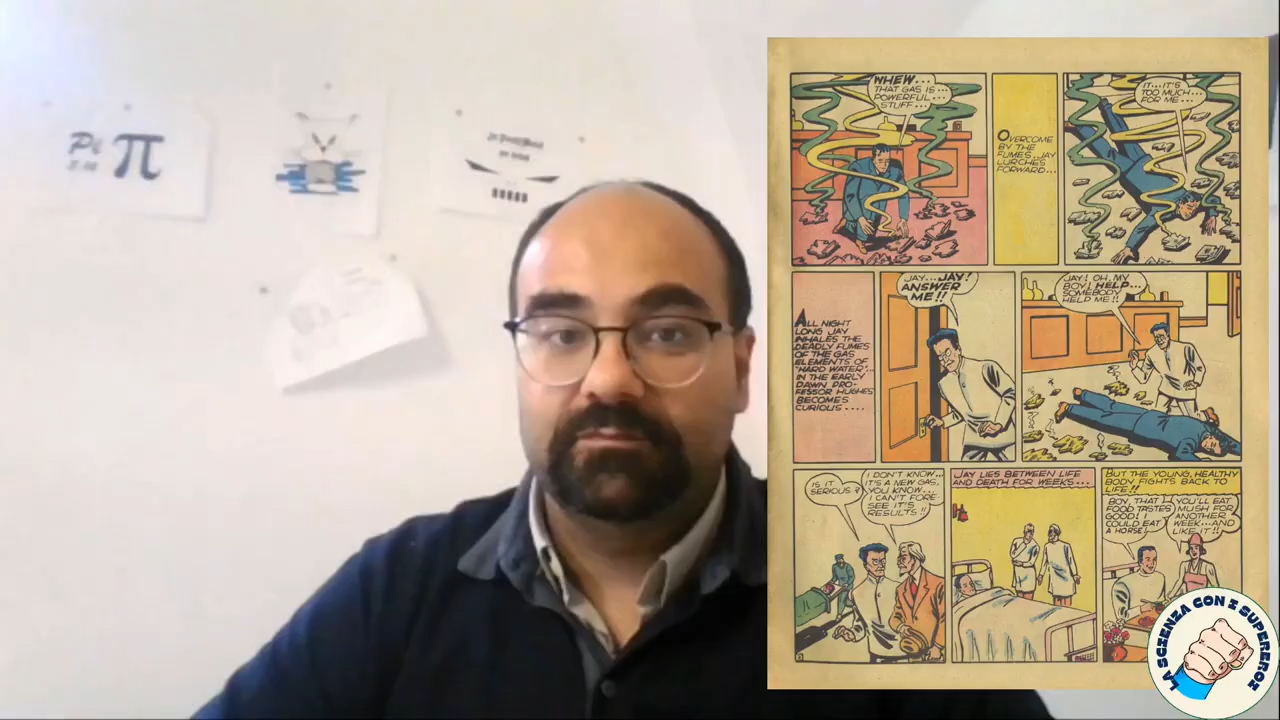 π
WHEW...
THAT GAS IS
POWERFUL
STUFF...
OVERCOME
BY THE
FUMES, JAY
LURCHES
FORWARD...
IT...IT'S
TOO MUCH...
FOR ME...
ALL NIGHT
LONG JAY
INHALES THE
DEADLY FUMES
OF THE GAS
ELEMENTS OF
"HARD WATER"...
IN THE EARLY
DAWN PRO-
FESSOR HUGHES
BECOMES
CURIOUS....
JAY...JAY!
ANSWER
ME!!
JAY! OH, MY
BOY! HELP...
SOMEBODY
HELP ME!!
IS IT
SERIOUS?
I DON'T KNOW...
IT'S A NEW GAS,
YOU KNOW...
I CAN'T FORE-
SEE IT'S
RESULTS!!
JAY LIES BETWEEN LIFE
AND DEATH FOR WEEKS...
BUT THE YOUNG, HEALTHY
BODY FIGHTS BACK TO
LIFE!!
BOY, THAT
FOOD TASTES
GOOD! I
COULD EAT
A HORSE!
YOU'LL EAT
MUSH FOR
ANOTHER
WEEK...AND
LIKE IT!!
LA SCIENZA CON I SUPEREROI